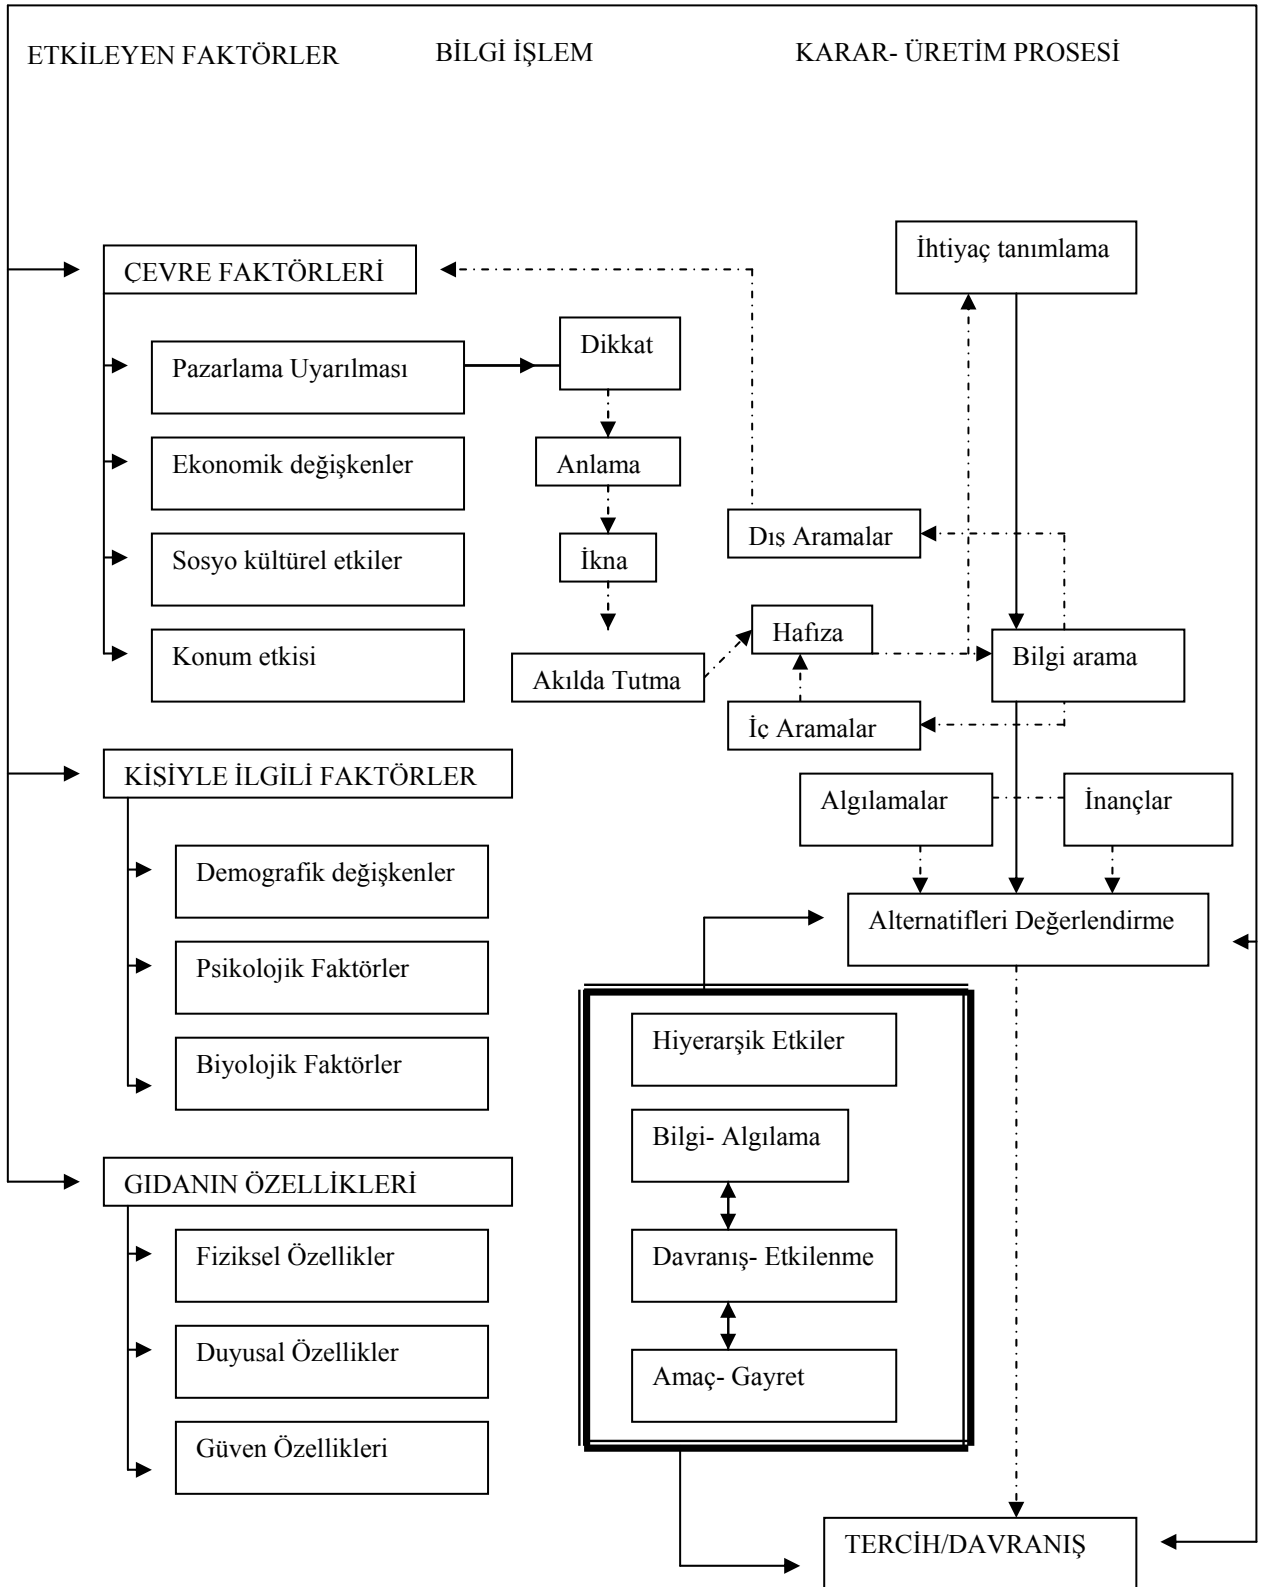 ETKİLEYEN FAKTÖRLER
BİLGİ İŞLEM
KARAR- ÜRETİM PROSESİ
ÇEVRE FAKTÖRLERİ
Pazarlama Uyarılması
Ekonomik değişkenler
Sosyo kültürel etkiler
Konum etkisi
KİŞİYLE İLGİLİ FAKTÖRLER
Demografik değişkenler
Psikolojik Faktörler
Biyolojik Faktörler
GIDANIN ÖZELLİKLERİ
Fiziksel Özellikler
Duyusal Özellikler
Güven Özellikleri
Dikkat
Anlama
İkna
Akılda Tutma
Hafıza
Dış Aramalar
İç Aramalar
İhtiyaç tanımlama
Bilgi arama
Algılamalar
İnançlar
Alternatifleri Değerlendirme
Hiyerarşik Etkiler
Bilgi- Algılama
Davranış- Etkilenme
Amaç- Gayret
TERCİH/DAVRANIŞ